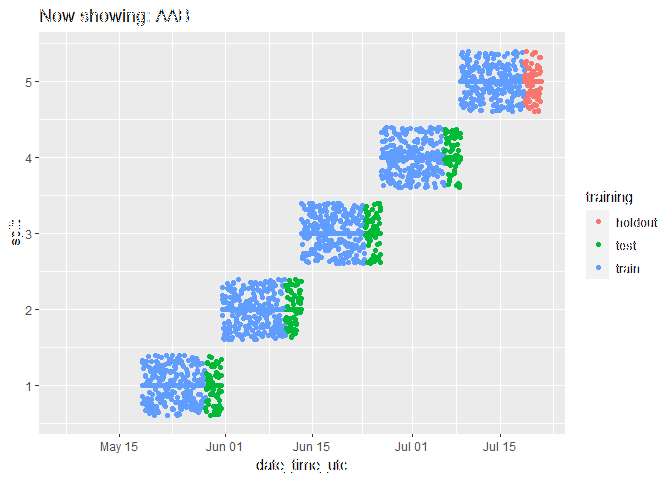 Now showing: AAB
split
5
4
3
2
1
May 15
Jun 01
Jun 15
Jul 01
Jul 15
date_time_utc
training
holdout
test
train